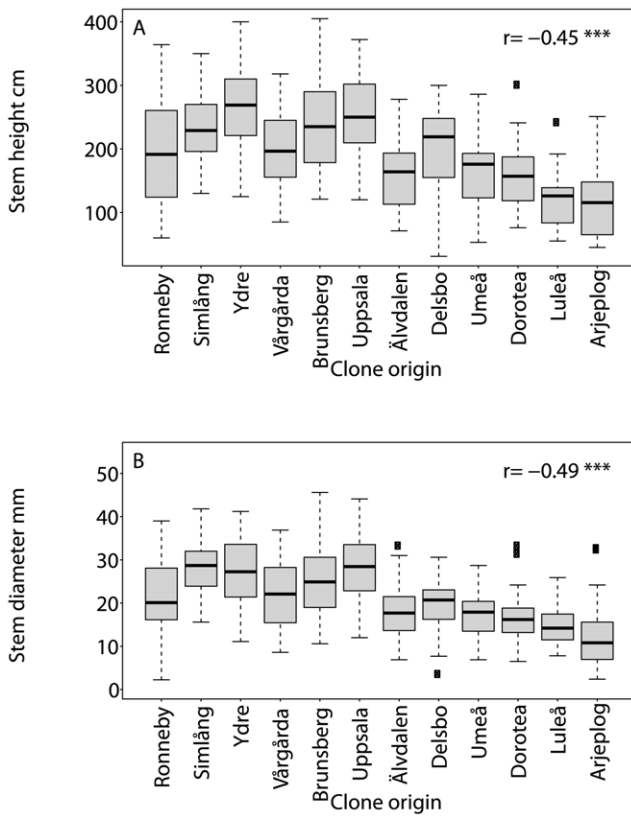 A
r= −0.45 ***
Stem height cm
400
300
200
100
Ronneby
Simlång
Ydre
Vårgårda
Brunsberg
Uppsala
Älvdalen
Delsbo
Umeå
Dorotea
Luleå
Arjeplog
Clone origin
B
r= −0.49 ***
Stem diameter mm
50
40
30
20
10
0
Ronneby
Simlång
Ydre
Vårgårda
Brunsberg
Uppsala
Älvdalen
Delsbo
Umeå
Dorotea
Luleå
Arjeplog
Clone origin